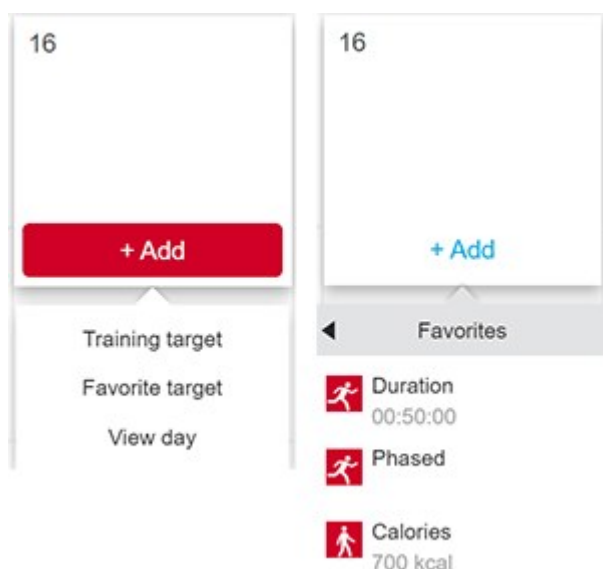 16
+ Add
Training target
Favorite target
View day
16
+ Add
Favorites
Duration
00:50:00
Phased
Calories
700 kcal